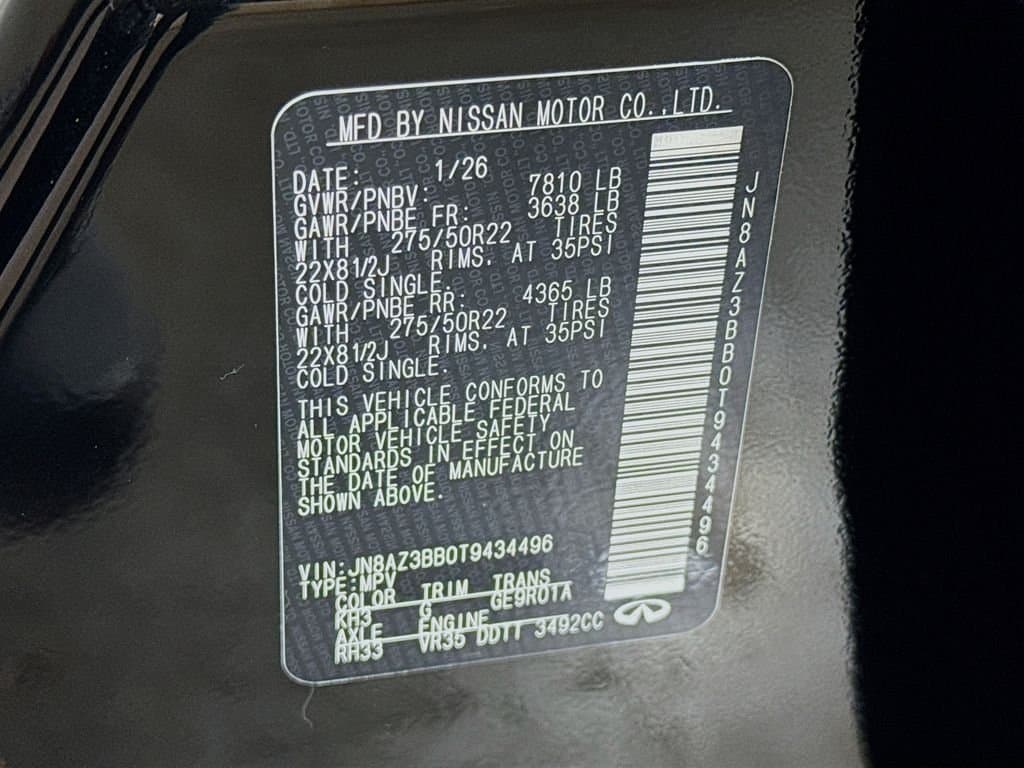 MFD BY NISSAN MOTOR CO.,LTD.
DATE: 1/26
GVWR/PNBV: 7810 LB
GAWR/PNBE FR: 3638 LB
WITH 275/50R22 TIRES
22X81/2J RIMS. AT 35PSI
COLD SINGLE.
GAWR/PNBE RR: 4365 LB
WITH 275/50R22 TIRES
22X81/2J RIMS. AT 35PSI
COLD SINGLE.
THIS VEHICLE CONFORMS TO
ALL APPLICABLE FEDERAL
MOTOR VEHICLE SAFETY
STANDARDS IN EFFECT ON
THE DATE OF MANUFACTURE
SHOWN ABOVE.
VIN:JN8AZ3BB0T9434496
TYPE:MPV
COLOR TRIM TRANS
KH3 G GE9R01A
AXLE ENGINE
RH33 VR35 DDTT 3492CC
JN8AZ3BB0T9434496